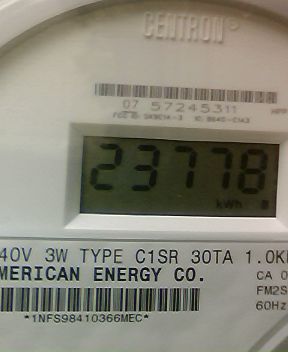 CENTRON®
07 57245311
23778
kWh
40V 3W TYPE C1SR 30TA 1.0K
MERICAN ENERGY CO.
CA 0
FM2S
60Hz
*1NFS98410366MEC*